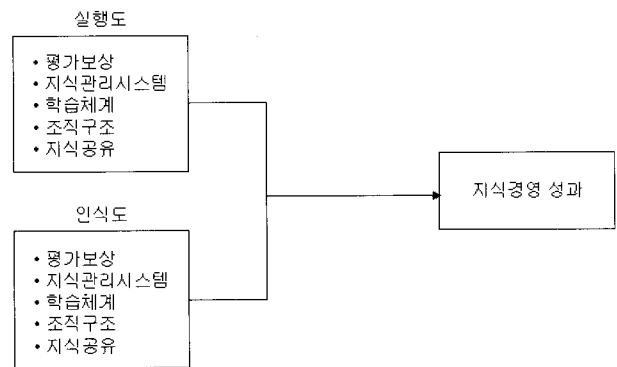 실행도
• 평가보상
• 지식관리시스템
• 학습체계
• 조직구조
• 지식공유
지식경영 성과
인식도
• 평가보상
• 지식관리시스템
• 학습체계
• 조직구조
• 지식공유